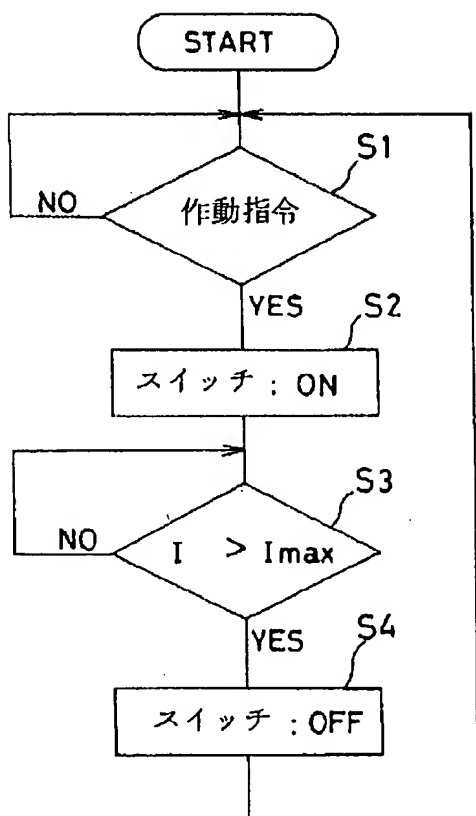 START
S1
NO
作動指令
YES
S2
スイッチ : ON
S3
NO
I > Imax
YES
S4
スイッチ : OFF